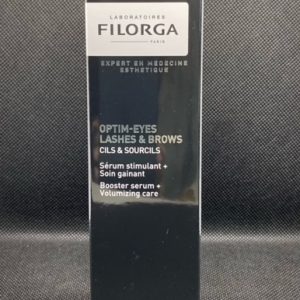 LABORATOIRES
FILORGA
PARIS
EXPERT EN MEDECINE
ESTHETIQUE
OPTIM-EYES
LASHES & BROWS
CILS & SOURCILS
Sérum stimulant +
Soin gainant
Booster serum +
Volumizing care